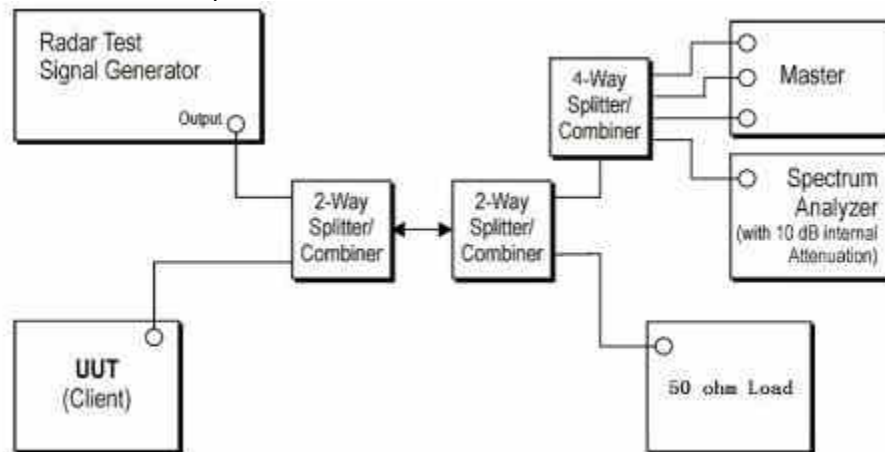 Radar Test
Signal Generator
Output
4-Way
Splitter/
Combiner
Master
Spectrum
Analyzer
(with 10 dB internal
Attenuation)
2-Way
Splitter/
Combiner
2-Way
Splitter/
Combiner
UUT
(Client)
50 ohm Load